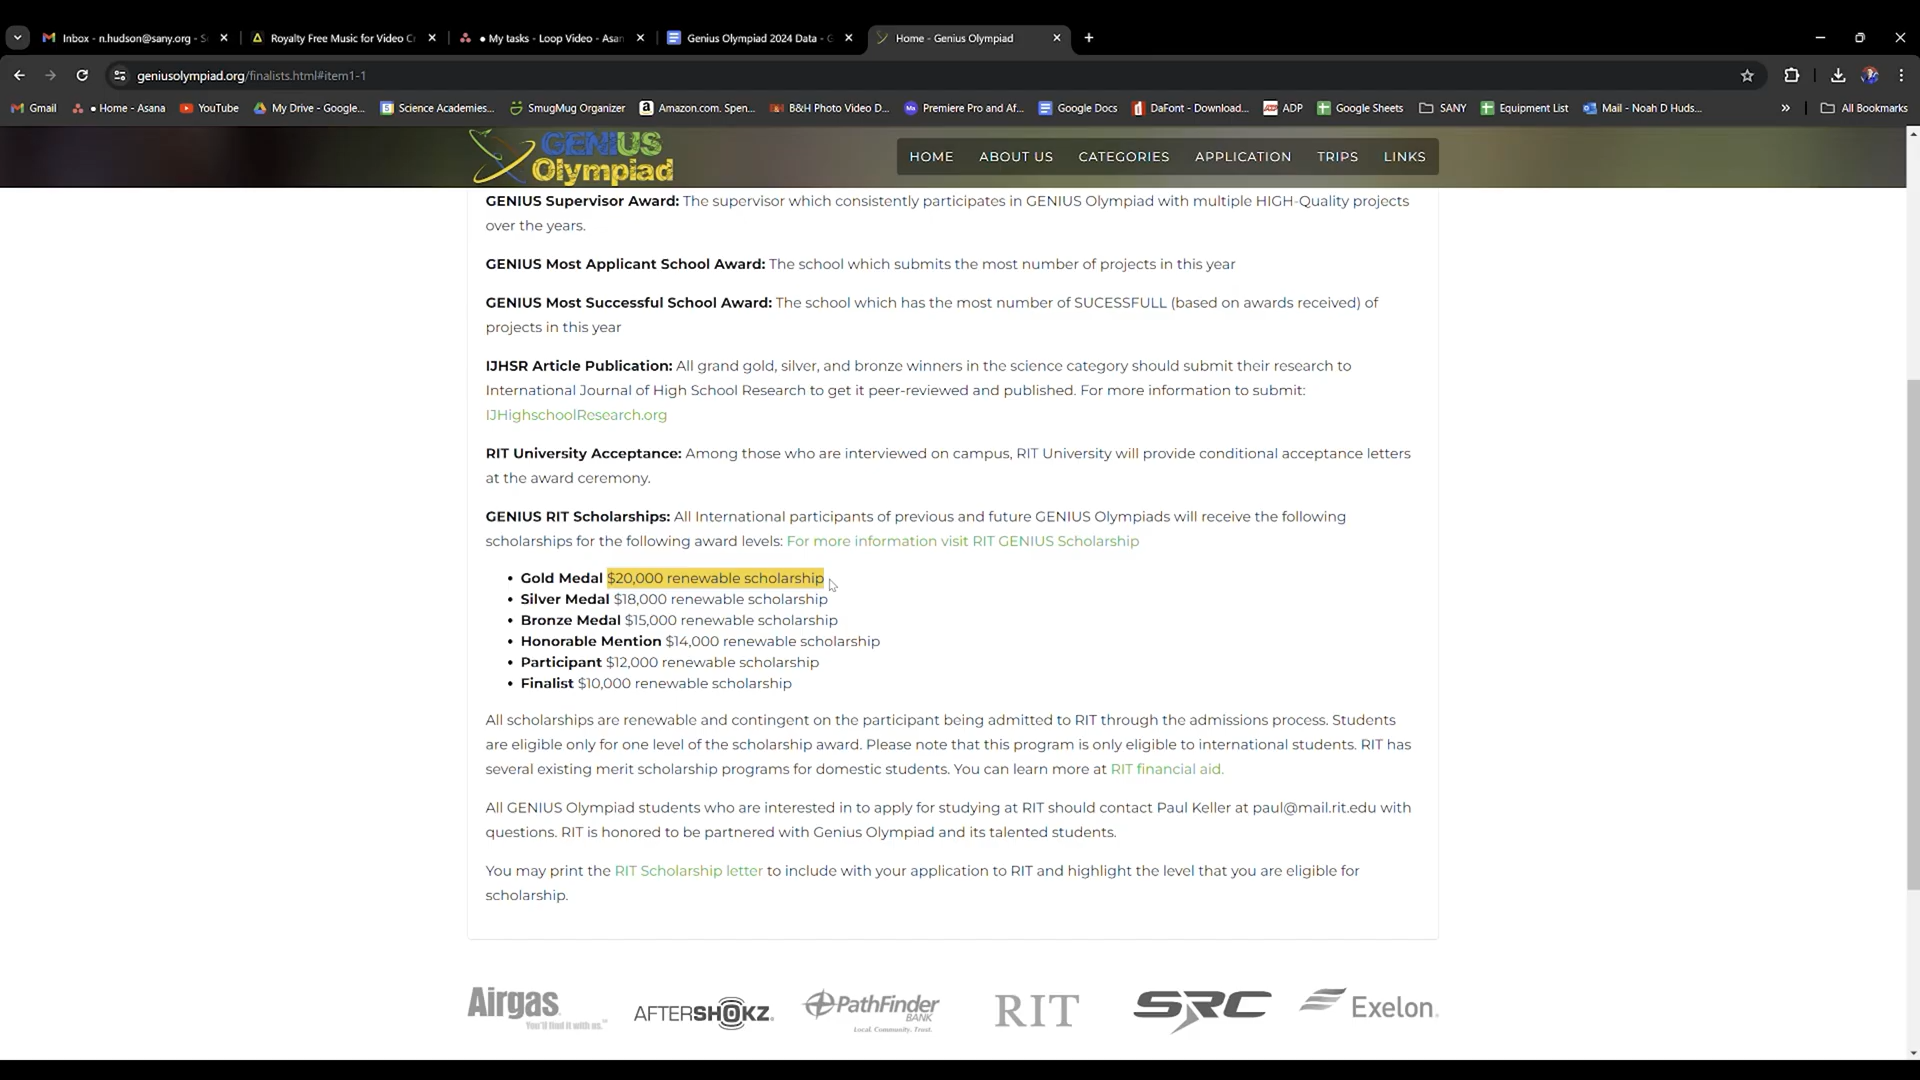 Inbox - n.hudson@sany.org - S
Royalty Free Music for Video C
● My tasks - Loop Video - Asan
Genius Olympiad 2024 Data - G
Home - Genius Olympiad
geniusolympiad.org/finalists.html#item1-1
Gmail
● Home - Asana
YouTube
My Drive - Google...
Science Academies...
SmugMug Organizer
Amazon.com. Spen...
B&H Photo Video D...
Premiere Pro and Af...
Google Docs
DaFont - Download...
ADP
Google Sheets
SANY
Equipment List
Mail - Noah D Huds...
»
All Bookmarks
GENIUS
Olympiad
HOME
ABOUT US
CATEGORIES
APPLICATION
TRIPS
LINKS
GENIUS Supervisor Award: The supervisor which consistently participates in GENIUS Olympiad with multiple HIGH-Quality projects
over the years.
GENIUS Most Applicant School Award: The school which submits the most number of projects in this year
GENIUS Most Successful School Award: The school which has the most number of SUCESSFULL (based on awards received) of
projects in this year
IJHSR Article Publication: All grand gold, silver, and bronze winners in the science category should submit their research to
International Journal of High School Research to get it peer-reviewed and published. For more information to submit:
IJHighschoolResearch.org
RIT University Acceptance: Among those who are interviewed on campus, RIT University will provide conditional acceptance letters
at the award ceremony.
GENIUS RIT Scholarships: All International participants of previous and future GENIUS Olympiads will receive the following
scholarships for the following award levels: For more information visit RIT GENIUS Scholarship
• Gold Medal $20,000 renewable scholarship
• Silver Medal $18,000 renewable scholarship
• Bronze Medal $15,000 renewable scholarship
• Honorable Mention $14,000 renewable scholarship
• Participant $12,000 renewable scholarship
• Finalist $10,000 renewable scholarship
All scholarships are renewable and contingent on the participant being admitted to RIT through the admissions process. Students
are eligible only for one level of the scholarship award. Please note that this program is only eligible to international students. RIT has
several existing merit scholarship programs for domestic students. You can learn more at RIT financial aid.
All GENIUS Olympiad students who are interested in to apply for studying at RIT should contact Paul Keller at paul@mail.rit.edu with
questions. RIT is honored to be partnered with Genius Olympiad and its talented students.
You may print the RIT Scholarship letter to include with your application to RIT and highlight the level that you are eligible for
scholarship.
Airgas
You'll find it with us.
AFTERSHOKZ
PathFinder
BANK
Local. Community. Trust.
RIT
SRC
Exelon.